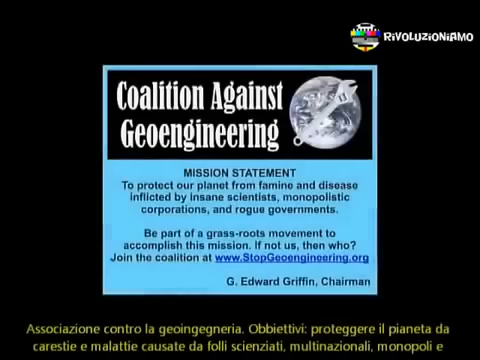 RiVOLUZiONiAMO
Coalition Against
Geoengineering
MISSION STATEMENT
To protect our planet from famine and disease
inflicted by insane scientists, monopolistic
corporations, and rogue governments.
Be part of a grass-roots movement to
accomplish this mission. If not us, then who?
Join the coalition at www.StopGeoengineering.org
G. Edward Griffin, Chairman
Associazione contro la geoingegneria. Obbiettivi: proteggere il pianeta da
carestie e malattie causate da folli scienziati, multinazionali, monopoli e